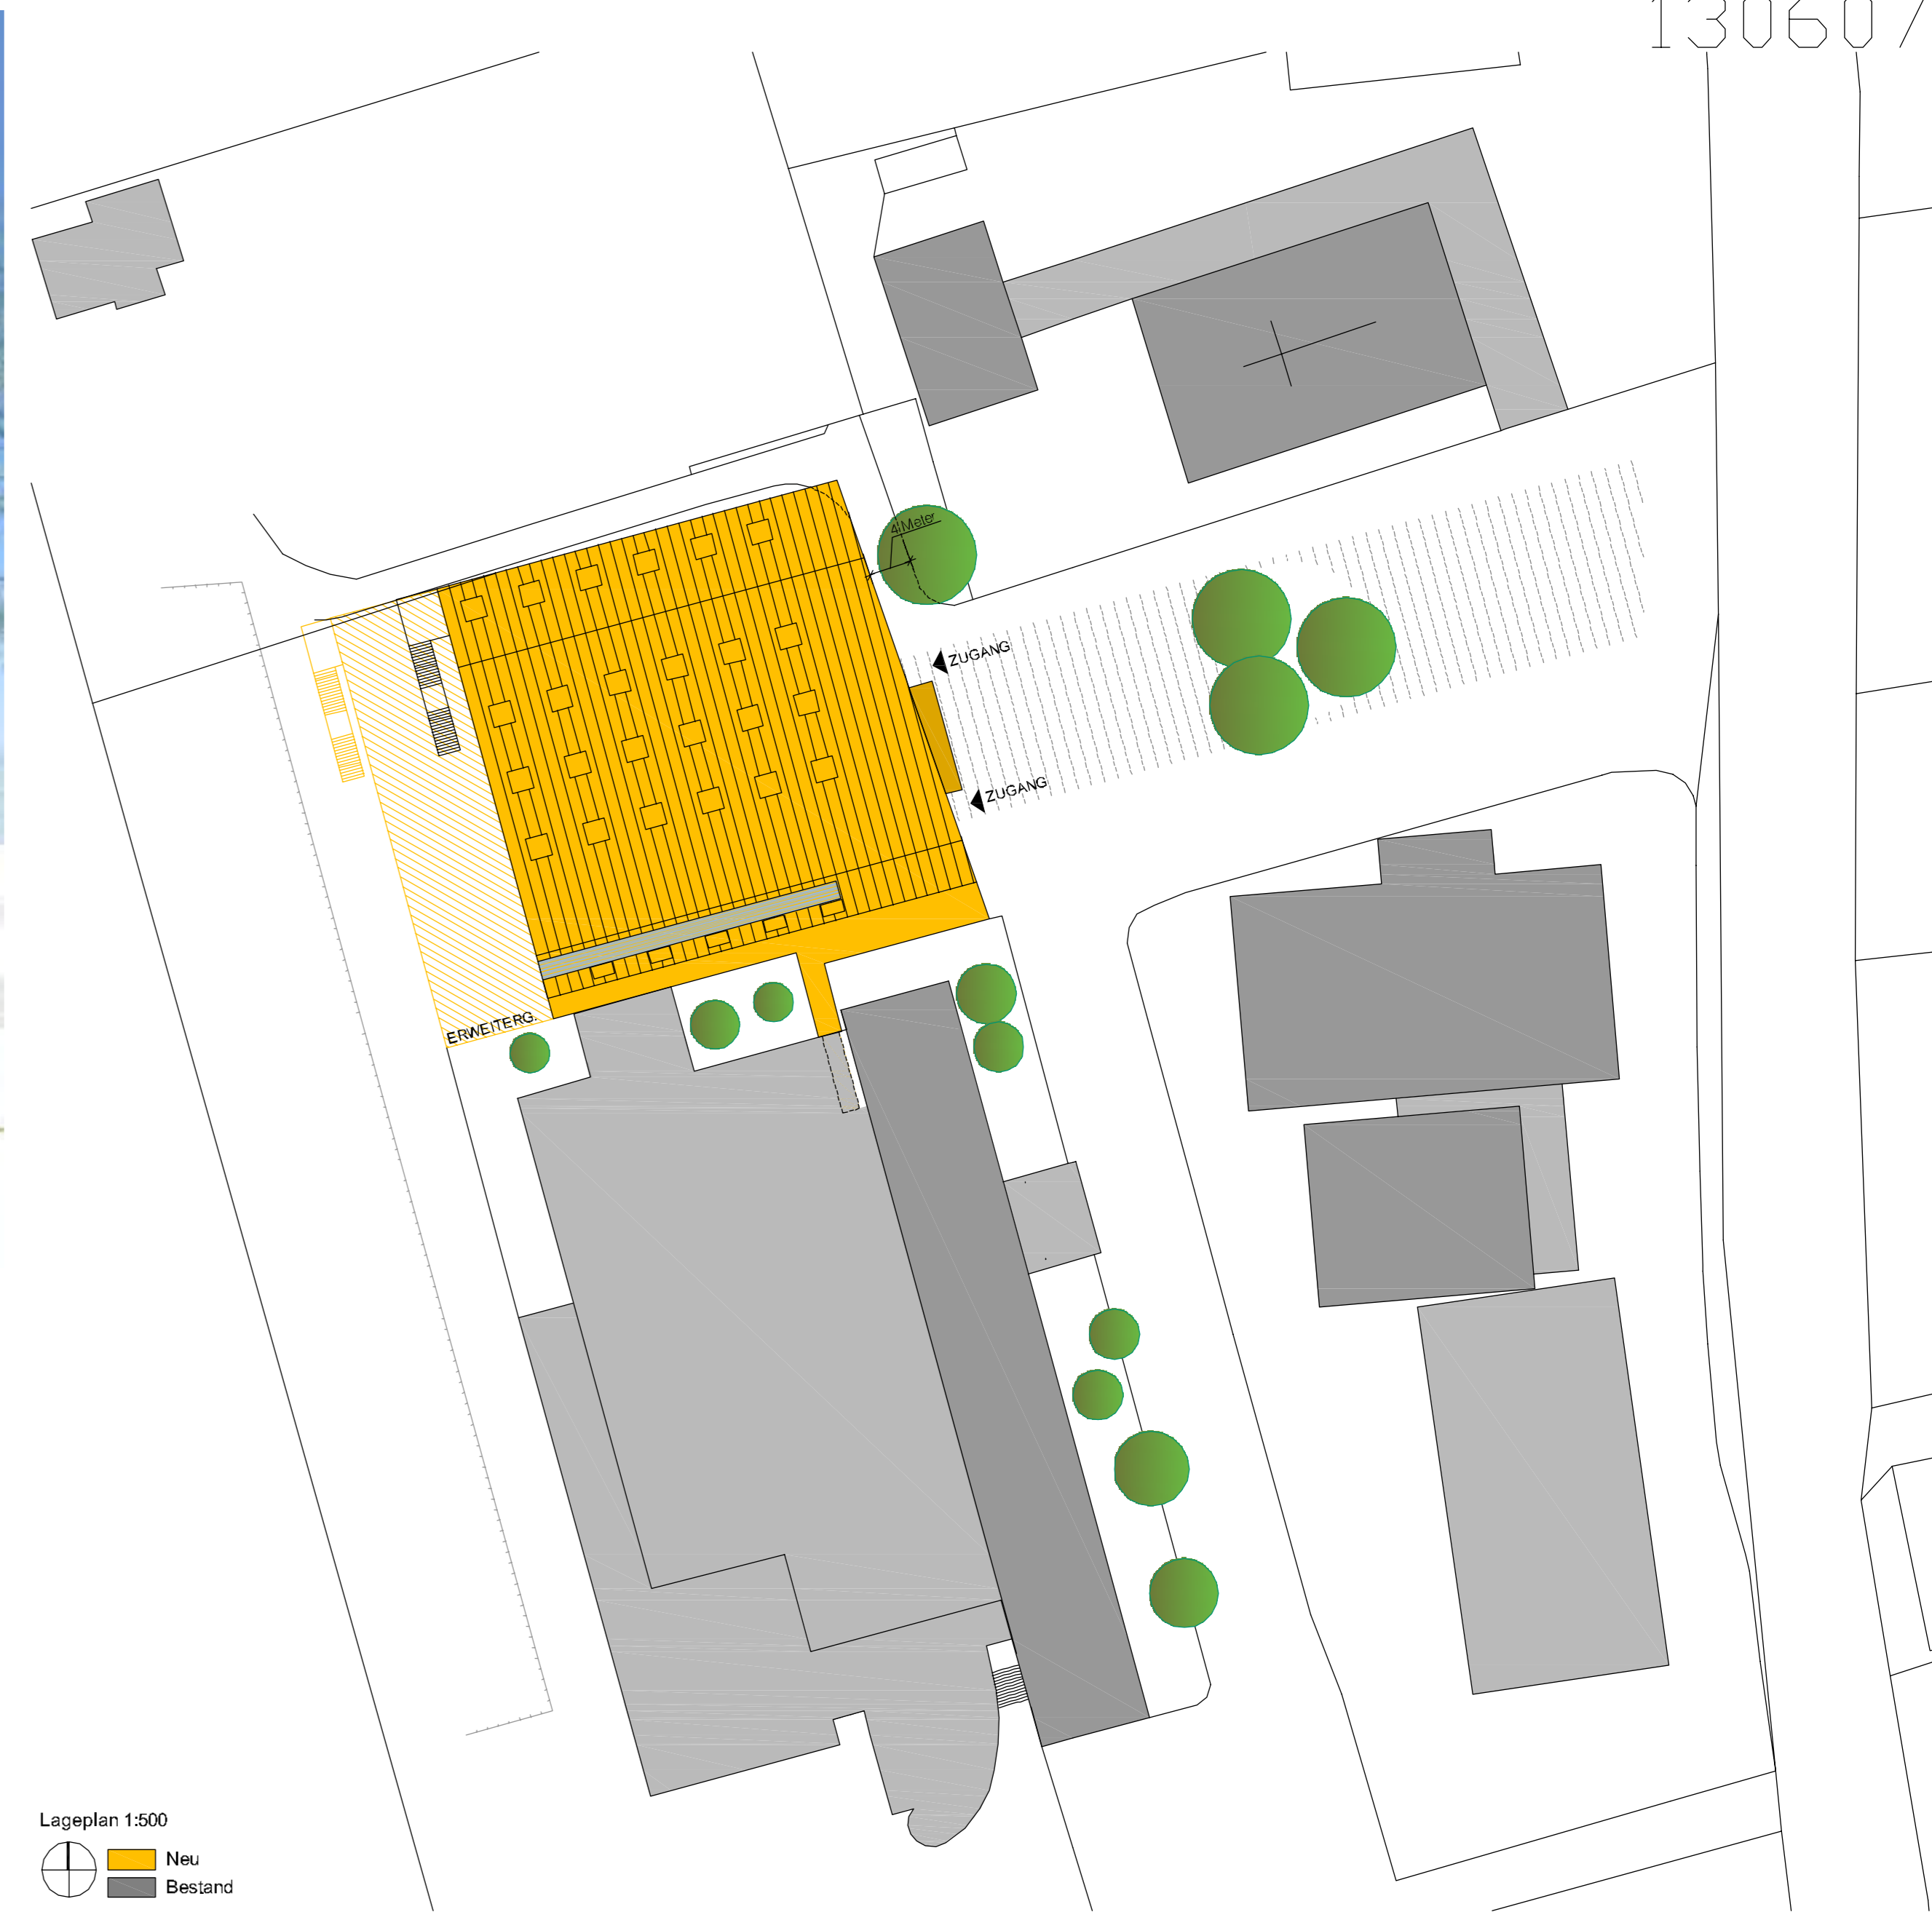 130607
4 Meter
ZUGANG
ZUGANG
ERWEITERG.
Lageplan 1:500
Neu
Bestand